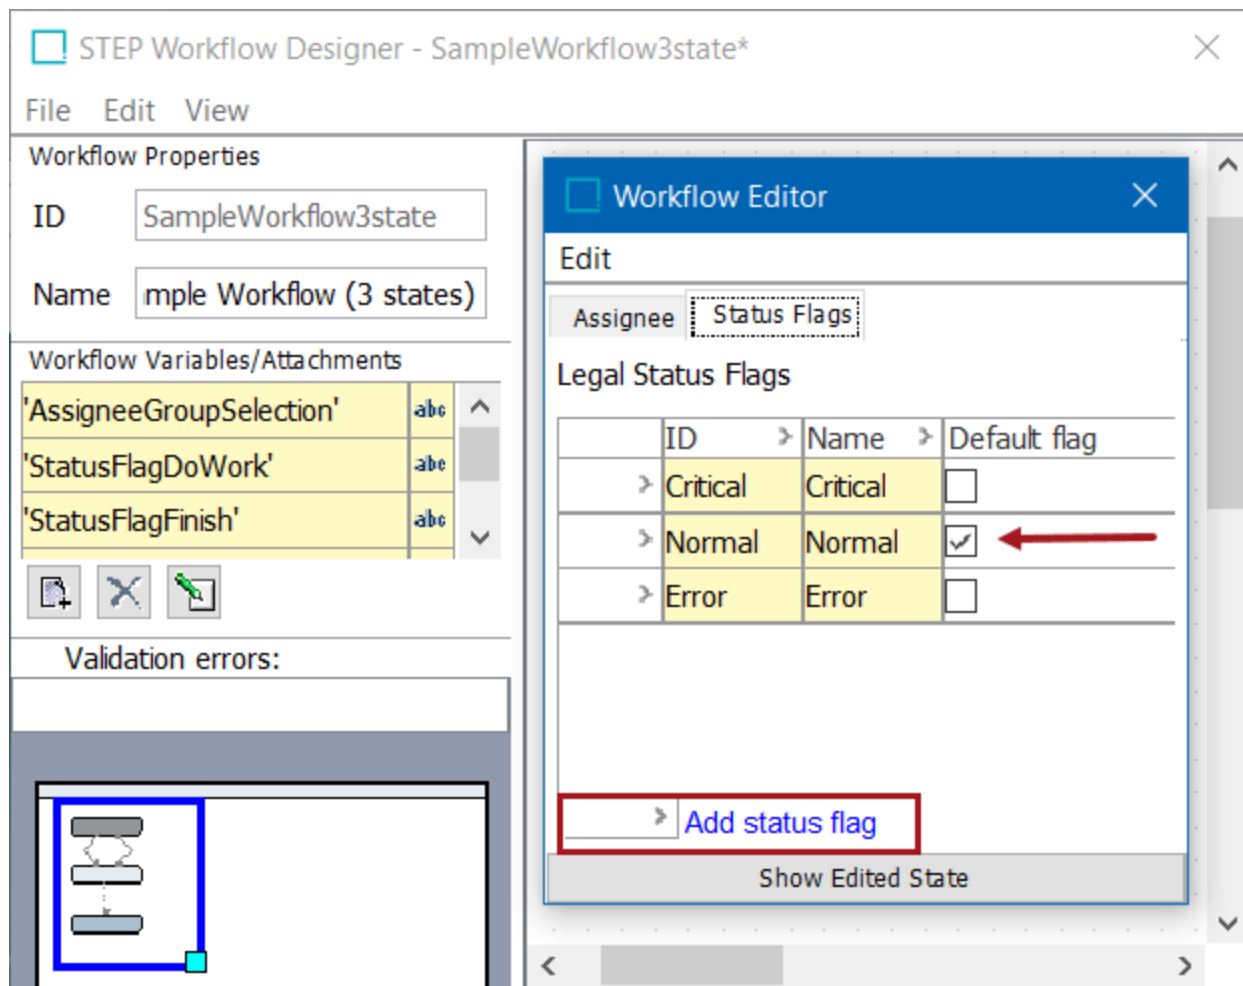 STEP Workflow Designer - SampleWorkflow3state*
File Edit View
Workflow Properties
ID SampleWorkflow3state
Name mple Workflow (3 states)
Workflow Variables/Attachments
'AssigneeGroupSelection' abc
'StatusFlagDoWork' abc
'StatusFlagFinish' abc
Validation errors:
Workflow Editor
Edit
Assignee Status Flags
Legal Status Flags
ID Name Default flag
Critical Critical
Normal Normal
Error Error
Add status flag
Show Edited State